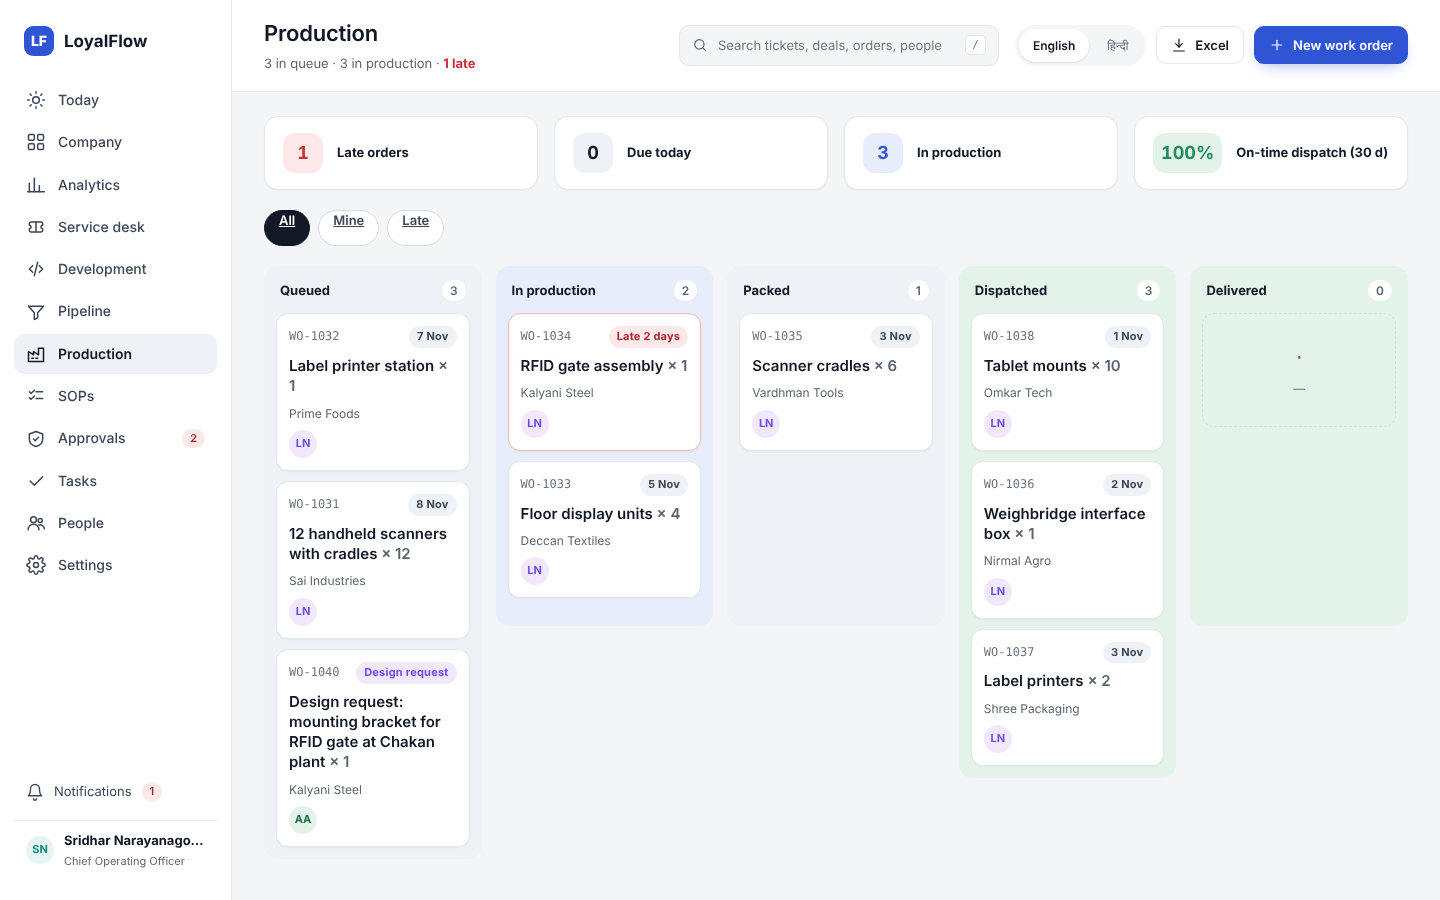 LF LoyalFlow
Today
Company
Analytics
Service desk
Development
Pipeline
Production
SOPs
Approvals 2
Tasks
People
Settings
Notifications 1
SN Sridhar Narayanago...
Chief Operating Officer
Production
3 in queue · 3 in production · 1 late
Search tickets, deals, orders, people /
English हिन्दी
Excel
New work order
1 Late orders
0 Due today
3 In production
100% On-time dispatch (30 d)
All Mine Late
Queued 3
WO-1032 7 Nov
Label printer station ×
1
Prime Foods
LN
WO-1031 8 Nov
12 handheld scanners
with cradles × 12
Sai Industries
LN
WO-1040 Design request
Design request:
mounting bracket for
RFID gate at Chakan
plant × 1
Kalyani Steel
AA
In production 2
WO-1034 Late 2 days
RFID gate assembly × 1
Kalyani Steel
LN
WO-1033 5 Nov
Floor display units × 4
Deccan Textiles
LN
Packed 1
WO-1035 3 Nov
Scanner cradles × 6
Vardhman Tools
LN
Dispatched 3
WO-1038 1 Nov
Tablet mounts × 10
Omkar Tech
LN
WO-1036 2 Nov
Weighbridge interface
box × 1
Nirmal Agro
LN
WO-1037 3 Nov
Label printers × 2
Shree Packaging
LN
Delivered 0
·
—